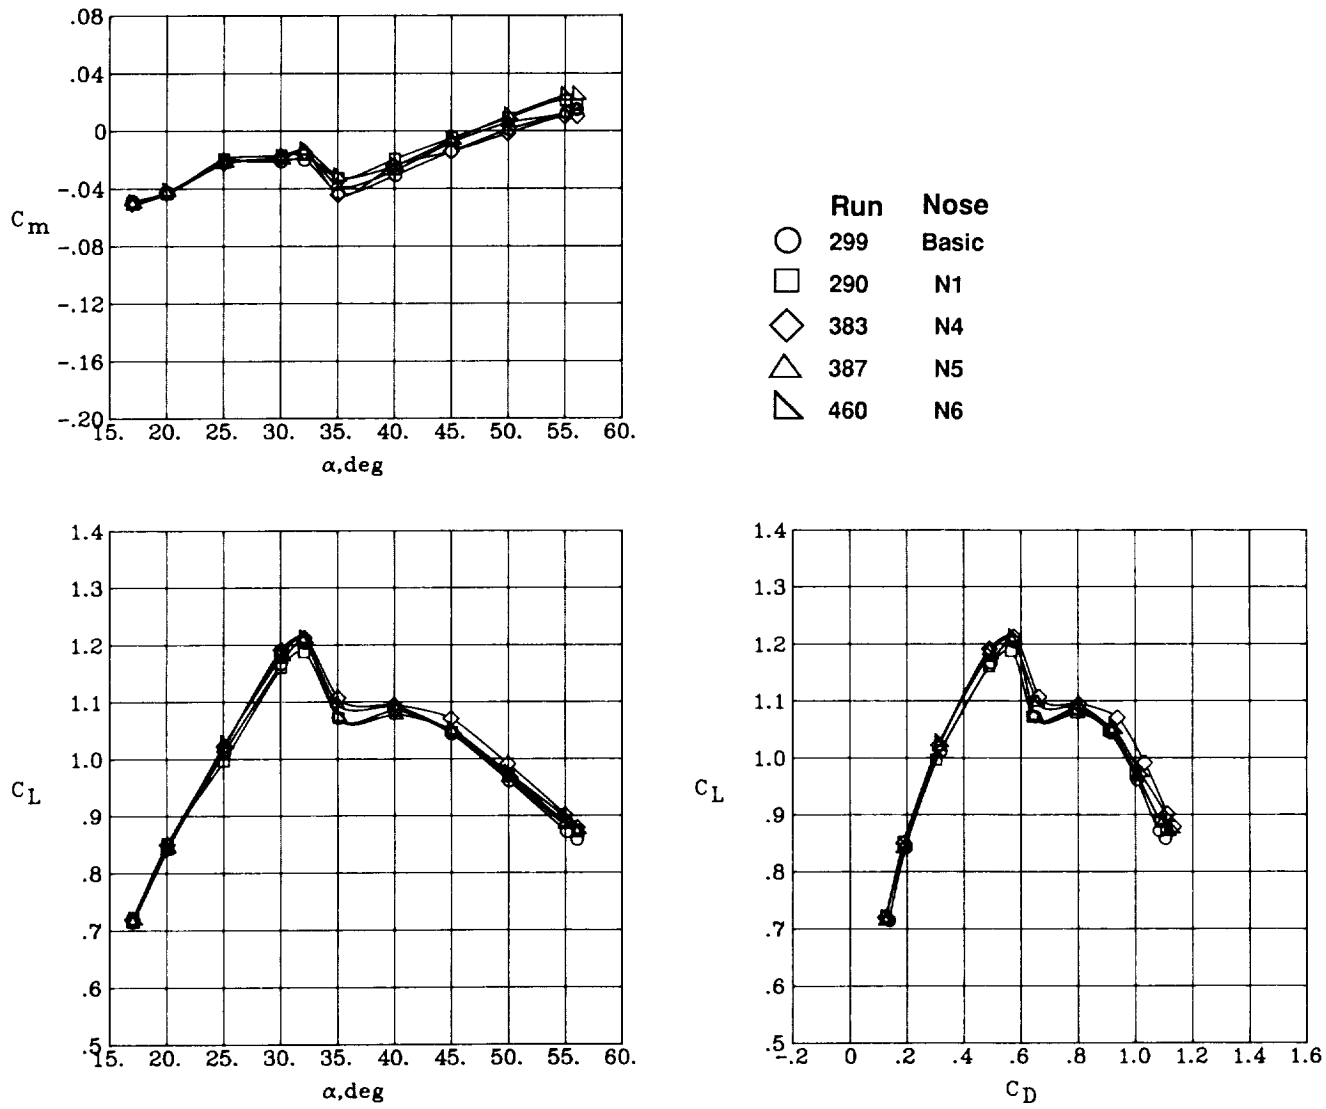 .08
.04
0
-.04
-.08
-.12
-.16
-.20
Cm
15. 20. 25. 30. 35. 40. 45. 50. 55. 60.
α,deg
Run Nose
299 Basic
290 N1
383 N4
387 N5
460 N6
1.4
1.3
1.2
1.1
1.0
.9
.8
.7
.6
.5
CL
15. 20. 25. 30. 35. 40. 45. 50. 55. 60.
α,deg
1.4
1.3
1.2
1.1
1.0
.9
.8
.7
.6
.5
CL
-.2 0 .2 .4 .6 .8 1.0 1.2 1.4 1.6
CD